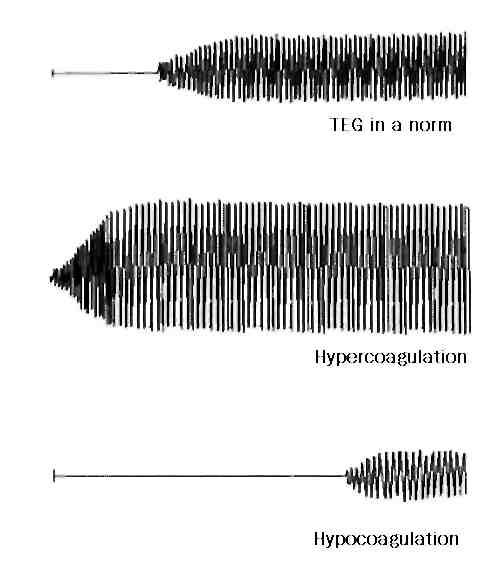 TEG in a norm
Hypercoagulation
Hypocoagulation